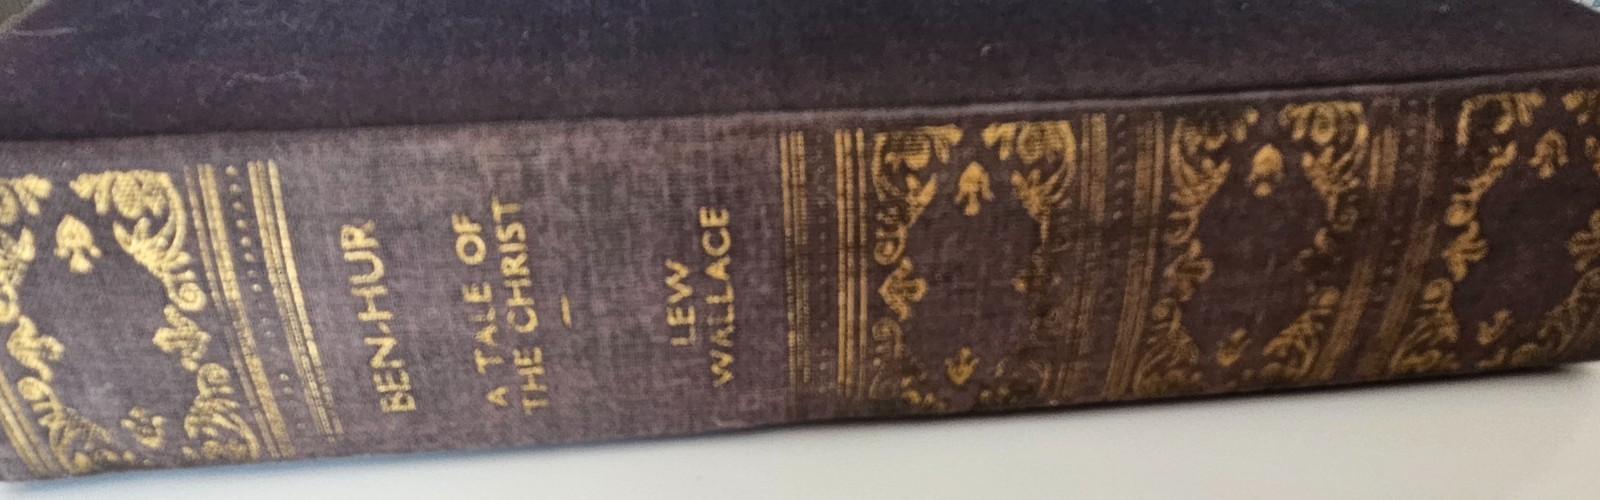 BEN-HUR
A TALE OF
THE CHRIST
LEW
WALLACE